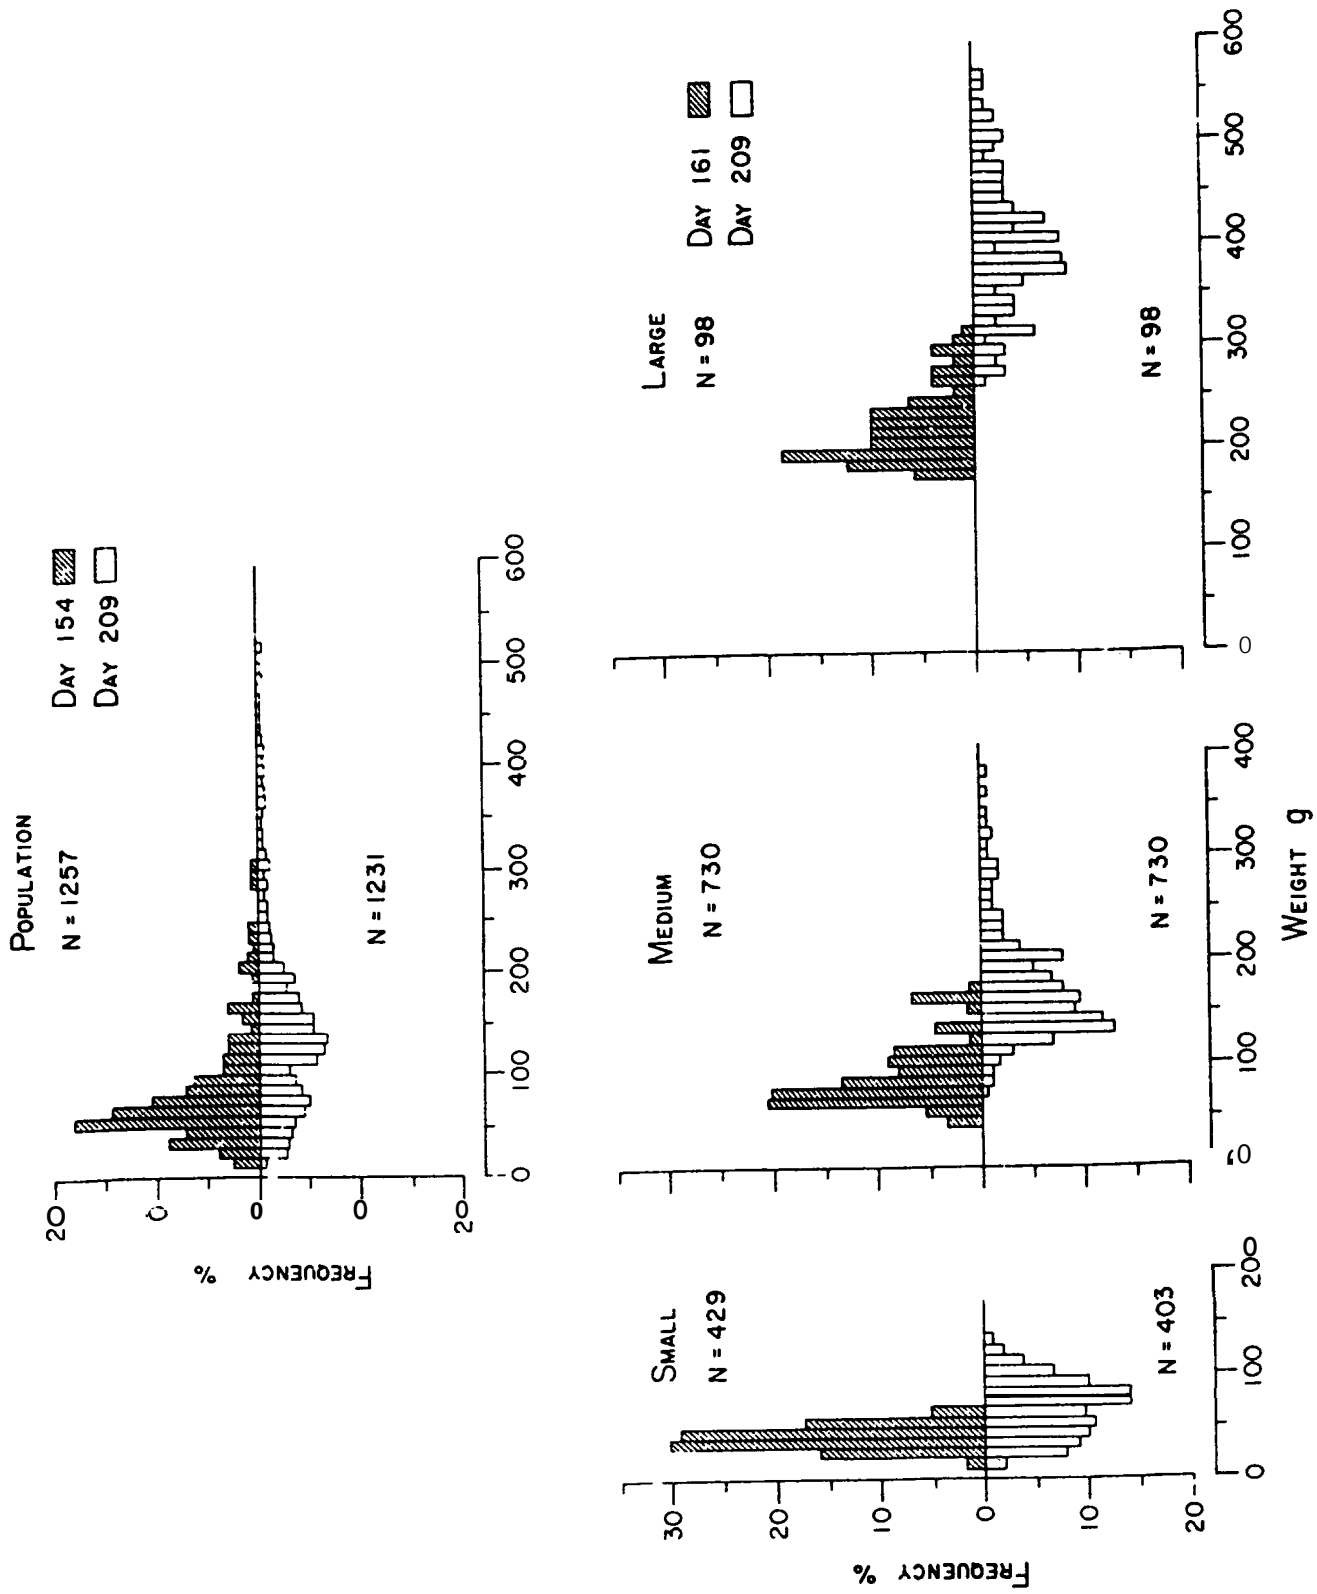 POPULATION
N = 1257
DAY 154
DAY 209
N = 1231
FREQUENCY %
20
0
0
0
20
0 100 200 300 400 500 600
SMALL
N = 429
N = 403
FREQUENCY %
30
20
10
0
10
20
0 100 200
MEDIUM
N = 730
N = 730
0 100 200 300 400
LARGE
N = 98
DAY 161
DAY 209
N = 98
0 100 200 300 400 500 600
WEIGHT g